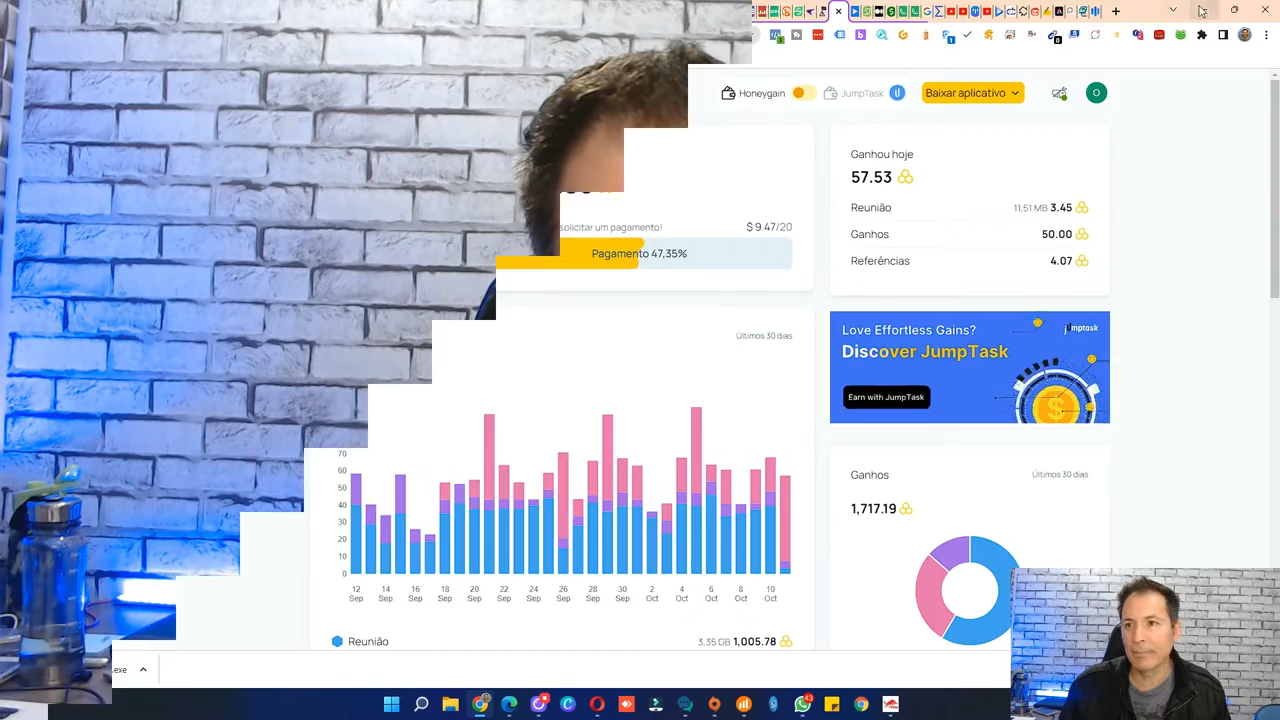 Honeygain
JumpTask
Baixar aplicativo
O
solicitar um pagamento!
$ 9.47/20
Pagamento 47,35%
Ganhou hoje
57.53
Reunião 11,51 MB 3.45
Ganhos 50.00
Referências 4.07
Últimos 30 dias
Love Effortless Gains?
jumptask
Discover JumpTask
Earn with JumpTask
70
60
50
40
30
20
10
0
12 14 16 18 20 22 24 26 28 30 2 4 6 8 10
Sep Sep Sep Sep Sep Sep Sep Sep Sep Sep Oct Oct Oct Oct Oct
Ganhos
Últimos 30 dias
1,717.19
Reunião
3.35 GB 1,005.78
.exe
43